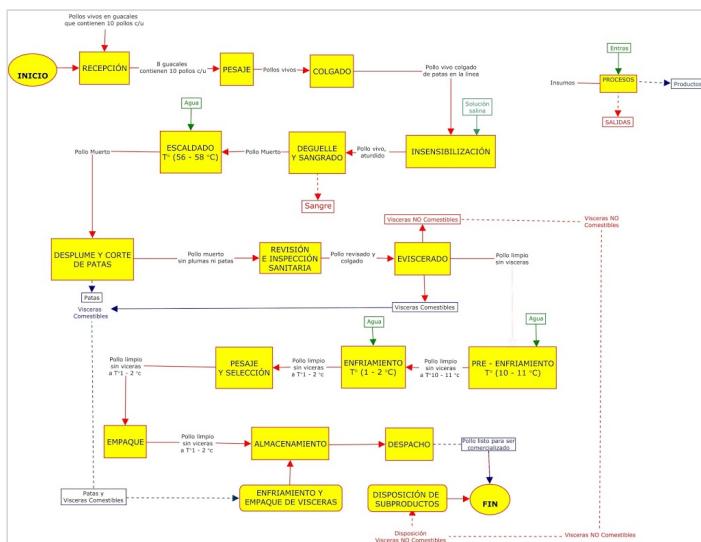 Pollos vivos en guacales
que contienen 10 pollos c/u
INICIO
RECEPCIÓN
8 guacales
contienen 10 pollos c/u
PESAJE
Pollos vivos
COLGADO
Pollo vivo colgado
de patas en la linea
Entras
Insumos
PROCESOS
Productos
SALIDAS
Agua
Solución
salina
Pollo Muerto
ESCALDADO
T° (56 - 58 °C)
Pollo Muerto
DEGUELLE
Y SANGRADO
Pollo vivo,
aturdido
INSENSIBILIZACIÓN
Sangre
Visceras NO Comestibles
Visceras NO
Comestibles
DESPLUME Y CORTE
DE PATAS
Pollo muerto
sin plumas ni patas
REVISIÓN
E INSPECCIÓN
SANITARIA
Pollo revisado y
colgado
EVISCERADO
Pollo limpio
sin visceras
Patas
Visceras
Comestibles
Visceras Comestibles
Agua
Agua
PESAJE
Y SELECCIÓN
Pollo limpio
sin viceras
a T°1 - 2 °c
ENFRIAMIENTO
T° (1 - 2 °C)
Pollo limpio
sin visceras
a T°10 - 11 °c
PRE - ENFRIAMIENTO
T° (10 - 11 °C)
Pollo limpio
sin viceras
a T°1 - 2 °c
EMPAQUE
Pollo limpio
sin viceras
a T°1 - 2 °c
ALMACENAMIENTO
DESPACHO
Pollo listo para ser
comercializado
Patas y
Visceras Comestibles
ENFRIAMIENTO Y
EMPAQUE DE VISCERAS
DISPOSICIÓN DE
SUBPRODUCTOS
FIN
Disposición
Visceras NO Comestibles
Visceras NO Comestibles